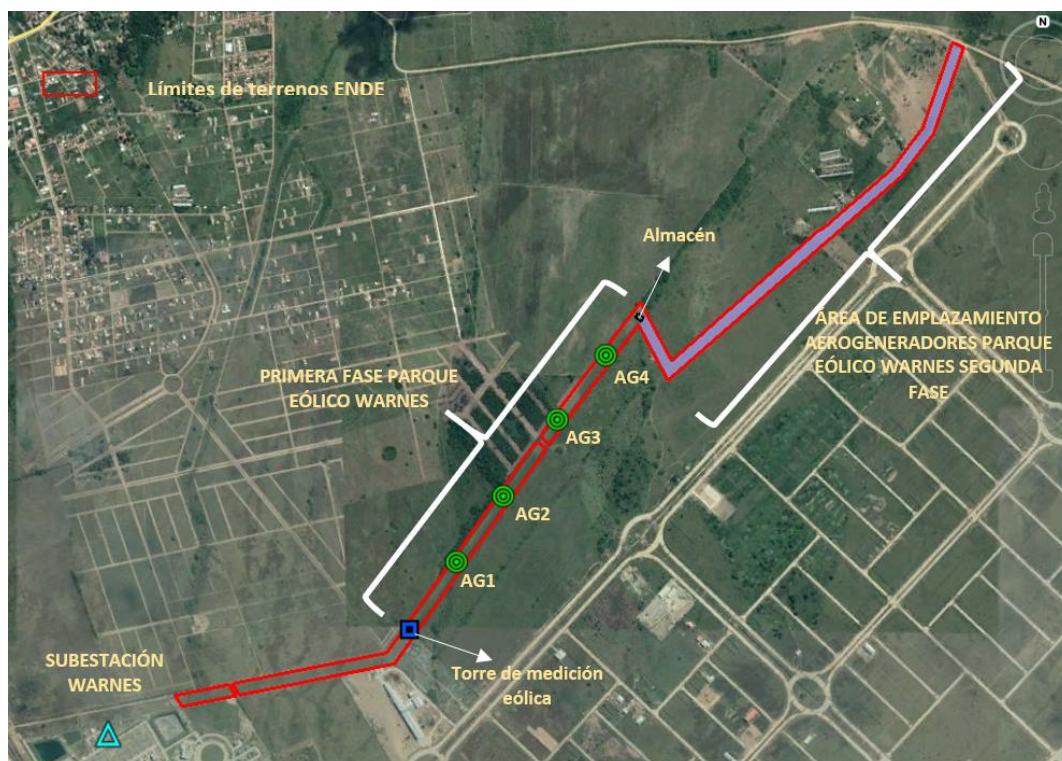 N
Límites de terrenos ENDE
Almacén
ÁREA DE EMPLAZAMIENTO
AEROGENERADORES PARQUE
EÓLICO WARNES SEGUNDA
FASE
PRIMERA FASE PARQUE
EÓLICO WARNES
AG4
AG3
AG2
AG1
SUBESTACIÓN
WARNES
Torre de medición
eólica